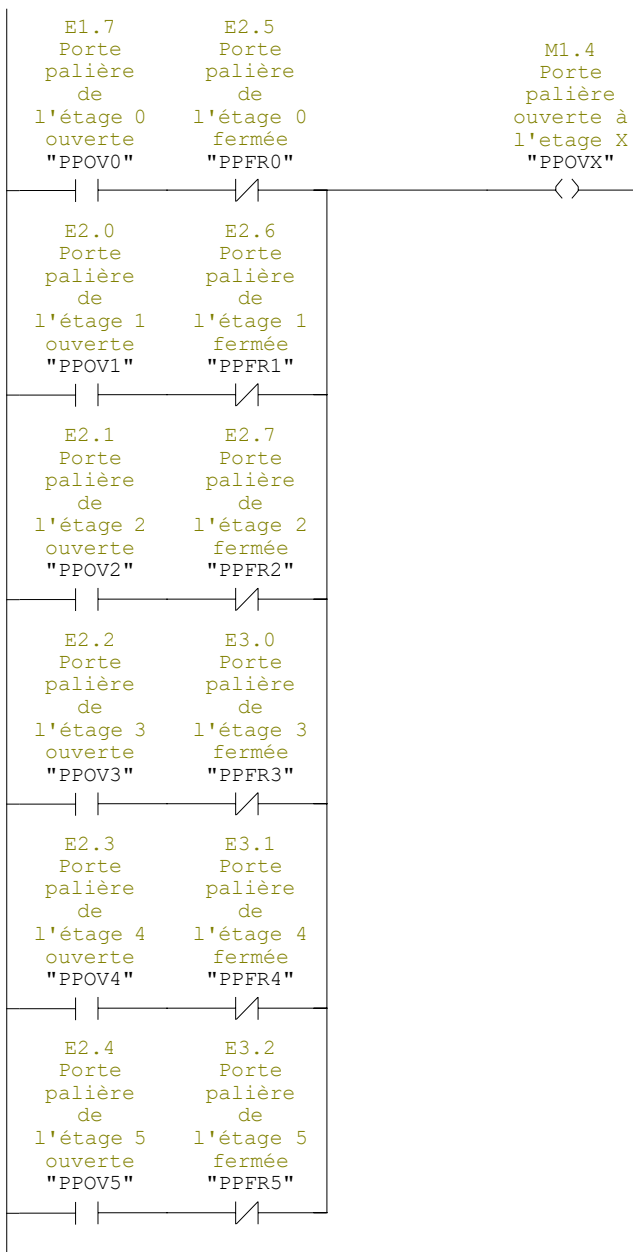 E1.7
Porte
palière
de
l'étage 0
ouverte
"PPOV0"
E2.5
Porte
palière
de
l'étage 0
fermée
"PPFR0"
M1.4
Porte
palière
ouverte à
l'etage X
"PPOVX"
E2.0
Porte
palière
de
l'étage 1
ouverte
"PPOV1"
E2.6
Porte
palière
de
l'étage 1
fermée
"PPFR1"
E2.1
Porte
palière
de
l'étage 2
ouverte
"PPOV2"
E2.7
Porte
palière
de
l'étage 2
fermée
"PPFR2"
E2.2
Porte
palière
de
l'étage 3
ouverte
"PPOV3"
E3.0
Porte
palière
de
l'étage 3
fermée
"PPFR3"
E2.3
Porte
palière
de
l'étage 4
ouverte
"PPOV4"
E3.1
Porte
palière
de
l'étage 4
fermée
"PPFR4"
E2.4
Porte
palière
de
l'étage 5
ouverte
"PPOV5"
E3.2
Porte
palière
de
l'étage 5
fermée
"PPFR5"